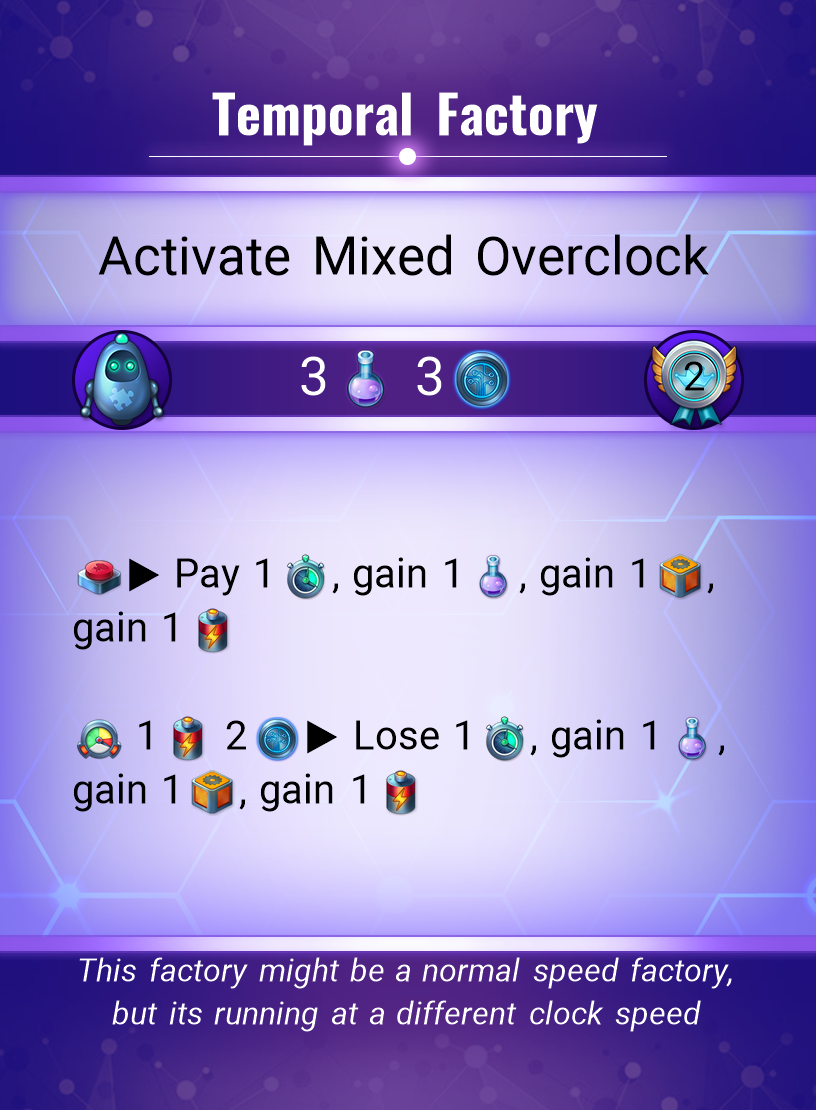 Temporal Factory
Activate Mixed Overclock
3 3 2
▶ Pay 1 , gain 1 , gain 1 ,
gain 1
1 2 ▶ Lose 1 , gain 1 ,
gain 1 , gain 1
This factory might be a normal speed factory,
but its running at a different clock speed